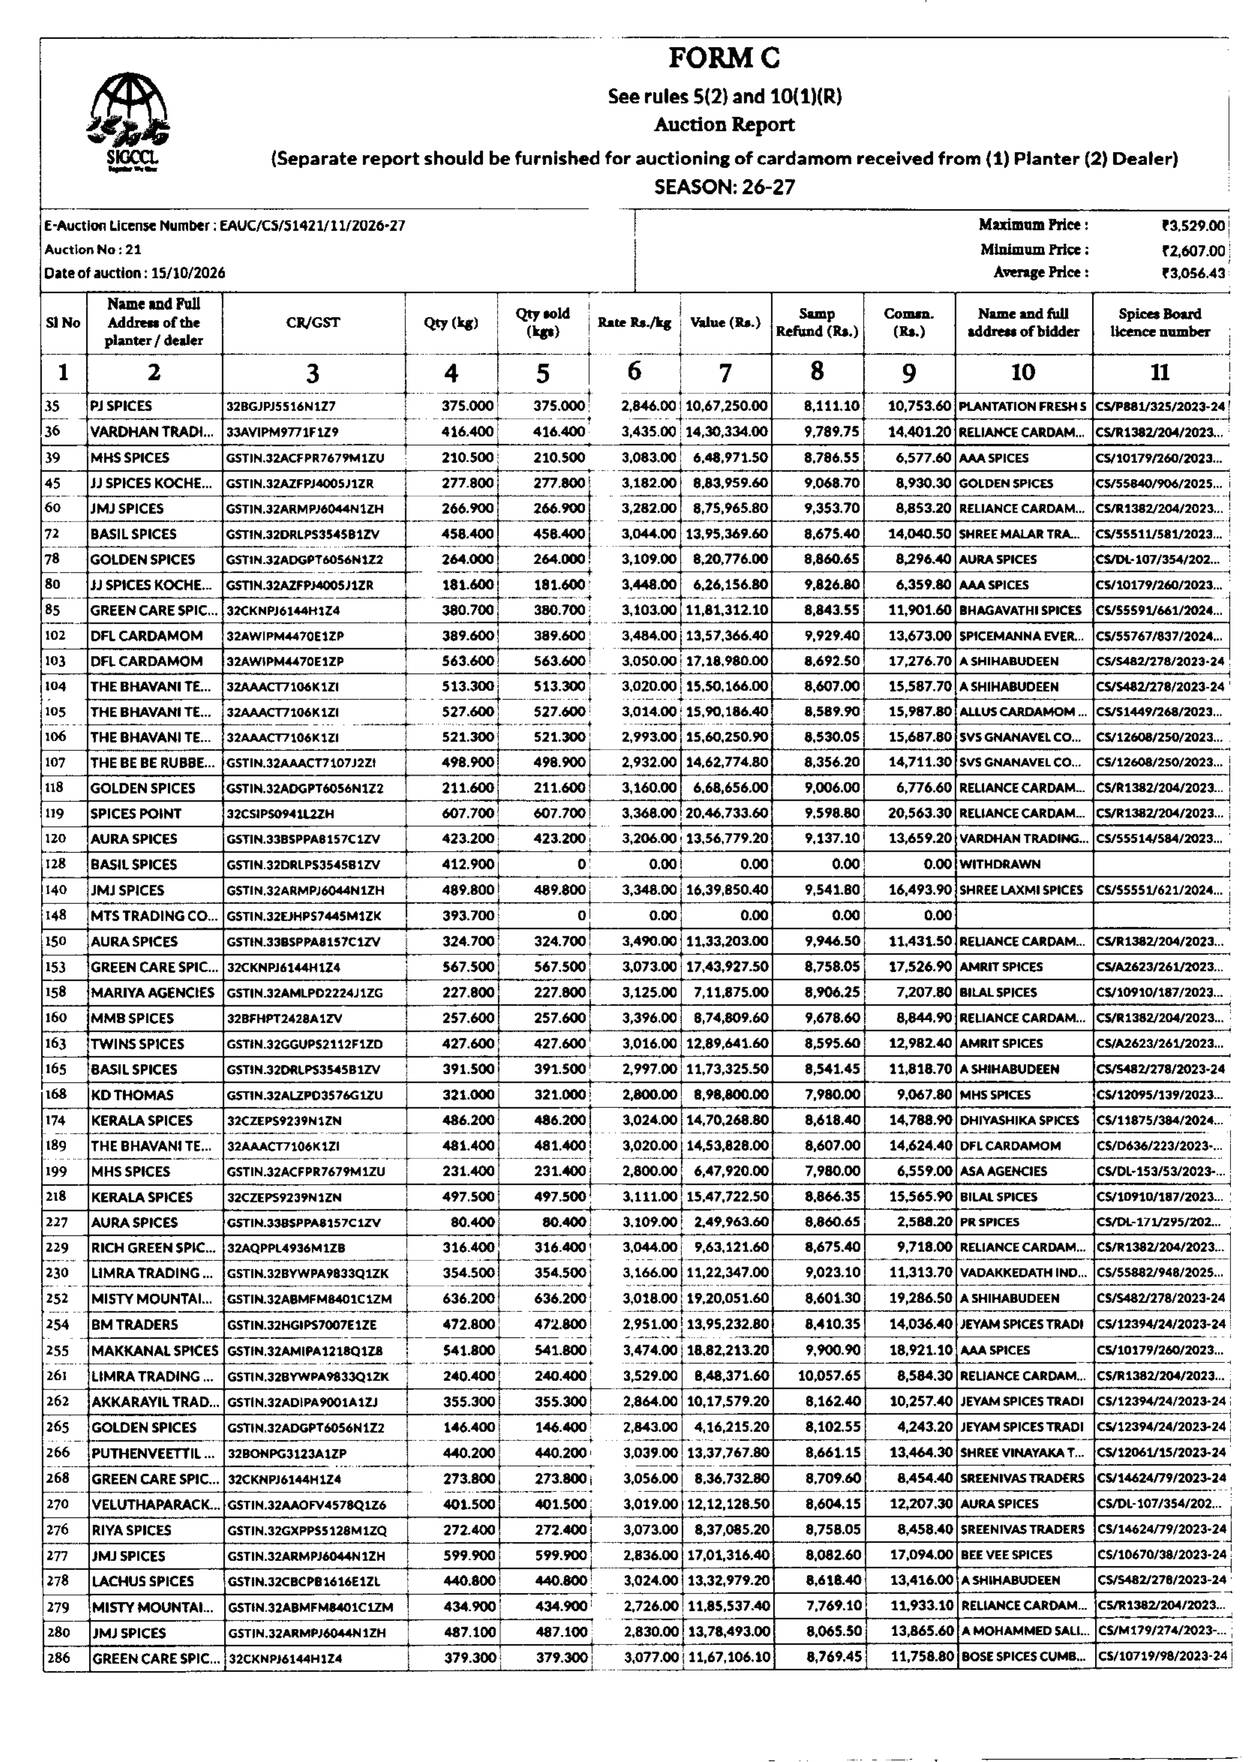 FORM C
See rules 5(2) and 10(1)(R)
Auction Report
(Separate report should be furnished for auctioning of cardamom received from (1) Planter (2) Dealer)
SEASON: 26-27
SIGCCL
E-Auction License Number : EAUC/CS/51421/11/2026-27
Auction No : 21
Date of auction : 15/10/2026
Maximum Price : ₹3,529.00
Minimum Price : ₹2,607.00
Average Price : ₹3,056.43
Sl No Name and Full Address of the planter / dealer CR/GST Qty (kg) Qty sold (kgs) Rate Rs./kg Value (Rs.) Samp Refund (Rs.) Comsn. (Rs.) Name and full address of bidder Spices Board licence number
1 2 3 4 5 6 7 8 9 10 11
35 PJ SPICES 32BGJPJ5516N1Z7 375.000 375.000 2,846.00 10,67,250.00 8,111.10 10,753.60 PLANTATION FRESH S CS/P881/325/2023-24
36 VARDHAN TRADI... 33AVIPM9771F1Z9 416.400 416.400 3,435.00 14,30,334.00 9,789.75 14,401.20 RELIANCE CARDAM... CS/R1382/204/2023...
39 MHS SPICES GSTIN.32ACFPR7679M1ZU 210.500 210.500 3,083.00 6,48,971.50 8,786.55 6,577.60 AAA SPICES CS/10179/260/2023...
45 JJ SPICES KOCHE... GSTIN.32AZFPJ4005J1ZR 277.800 277.800 3,182.00 8,83,959.60 9,068.70 8,930.30 GOLDEN SPICES CS/55840/906/2025...
60 JMJ SPICES GSTIN.32ARMPJ6044N1ZH 266.900 266.900 3,282.00 8,75,965.80 9,353.70 8,853.20 RELIANCE CARDAM... CS/R1382/204/2023...
72 BASIL SPICES GSTIN.32DRLPS3545B1ZV 458.400 458.400 3,044.00 13,95,369.60 8,675.40 14,040.50 SHREE MALAR TRA... CS/55511/581/2023...
78 GOLDEN SPICES GSTIN.32ADGPT6056N1Z2 264.000 264.000 3,109.00 8,20,776.00 8,860.65 8,296.40 AURA SPICES CS/DL-107/354/202...
80 JJ SPICES KOCHE... GSTIN.32AZFPJ4005J1ZR 181.600 181.600 3,448.00 6,26,156.80 9,826.80 6,359.80 AAA SPICES CS/10179/260/2023...
85 GREEN CARE SPIC... 32CKNPJ6144H1Z4 380.700 380.700 3,103.00 11,81,312.10 8,843.55 11,901.60 BHAGAVATHI SPICES CS/55591/661/2024...
102 DFL CARDAMOM 32AWIPM4470E1ZP 389.600 389.600 3,484.00 13,57,366.40 9,929.40 13,673.00 SPICEMANNA EVER... CS/55767/837/2024...
103 DFL CARDAMOM 32AWIPM4470E1ZP 563.600 563.600 3,050.00 17,18,980.00 8,692.50 17,276.70 A SHIHABUDEEN CS/S482/278/2023-24
104 THE BHAVANI TE... 32AAACT7106K1ZI 513.300 513.300 3,020.00 15,50,166.00 8,607.00 15,587.70 A SHIHABUDEEN CS/S482/278/2023-24
105 THE BHAVANI TE... 32AAACT7106K1ZI 527.600 527.600 3,014.00 15,90,186.40 8,589.90 15,987.80 ALLUS CARDAMOM ... CS/51449/268/2023...
106 THE BHAVANI TE... 32AAACT7106K1ZI 521.300 521.300 2,993.00 15,60,250.90 8,530.05 15,687.80 SVS GNANAVEL CO... CS/12608/250/2023...
107 THE BE BE RUBBE... GSTIN.32AAACT7107J2ZI 498.900 498.900 2,932.00 14,62,774.80 8,356.20 14,711.30 SVS GNANAVEL CO... CS/12608/250/2023...
118 GOLDEN SPICES GSTIN.32ADGPT6056N1Z2 211.600 211.600 3,160.00 6,68,656.00 9,006.00 6,776.60 RELIANCE CARDAM... CS/R1382/204/2023...
119 SPICES POINT 32CSIPS0941L2ZH 607.700 607.700 3,368.00 20,46,733.60 9,598.80 20,563.30 RELIANCE CARDAM... CS/R1382/204/2023...
120 AURA SPICES GSTIN.33BSPPA8157C1ZV 423.200 423.200 3,206.00 13,56,779.20 9,137.10 13,659.20 VARDHAN TRADING... CS/55514/584/2023...
128 BASIL SPICES GSTIN.32DRLPS3545B1ZV 412.900 0 0.00 0.00 0.00 0.00 WITHDRAWN
140 JMJ SPICES GSTIN.32ARMPJ6044N1ZH 489.800 489.800 3,348.00 16,39,850.40 9,541.80 16,493.90 SHREE LAXMI SPICES CS/55551/621/2024...
148 MTS TRADING CO... GSTIN.32EJHPS7445M1ZK 393.700 0 0.00 0.00 0.00 0.00
150 AURA SPICES GSTIN.33BSPPA8157C1ZV 324.700 324.700 3,490.00 11,33,203.00 9,946.50 11,431.50 RELIANCE CARDAM... CS/R1382/204/2023...
153 GREEN CARE SPIC... 32CKNPJ6144H1Z4 567.500 567.500 3,073.00 17,43,927.50 8,758.05 17,526.90 AMRIT SPICES CS/A2623/261/2023...
158 MARIYA AGENCIES GSTIN.32AMLPD2224J1ZG 227.800 227.800 3,125.00 7,11,875.00 8,906.25 7,207.80 BILAL SPICES CS/10910/187/2023...
160 MMB SPICES 32BFHPT2428A1ZV 257.600 257.600 3,396.00 8,74,809.60 9,678.60 8,844.90 RELIANCE CARDAM... CS/R1382/204/2023...
163 TWINS SPICES GSTIN.32GGUPS2112F1ZD 427.600 427.600 3,016.00 12,89,641.60 8,595.60 12,982.40 AMRIT SPICES CS/A2623/261/2023...
165 BASIL SPICES GSTIN.32DRLPS3545B1ZV 391.500 391.500 2,997.00 11,73,325.50 8,541.45 11,818.70 A SHIHABUDEEN CS/S482/278/2023-24
168 KD THOMAS GSTIN.32ALZPD3576G1ZU 321.000 321.000 2,800.00 8,98,800.00 7,980.00 9,067.80 MHS SPICES CS/12095/139/2023...
174 KERALA SPICES 32CZEPS9239N1ZN 486.200 486.200 3,024.00 14,70,268.80 8,618.40 14,788.90 DHIYASHIKA SPICES CS/11875/384/2024...
189 THE BHAVANI TE... 32AAACT7106K1ZI 481.400 481.400 3,020.00 14,53,828.00 8,607.00 14,624.40 DFL CARDAMOM CS/D636/223/2023-...
199 MHS SPICES GSTIN.32ACFPR7679M1ZU 231.400 231.400 2,800.00 6,47,920.00 7,980.00 6,559.00 ASA AGENCIES CS/DL-153/53/2023-...
218 KERALA SPICES 32CZEPS9239N1ZN 497.500 497.500 3,111.00 15,47,722.50 8,866.35 15,565.90 BILAL SPICES CS/10910/187/2023...
227 AURA SPICES GSTIN.33BSPPA8157C1ZV 80.400 80.400 3,109.00 2,49,963.60 8,860.65 2,588.20 PR SPICES CS/DL-171/295/202...
229 RICH GREEN SPIC... 32AQPPL4936M1ZB 316.400 316.400 3,044.00 9,63,121.60 8,675.40 9,718.00 RELIANCE CARDAM... CS/R1382/204/2023...
230 LIMRA TRADING ... GSTIN.32BYWPA9833Q1ZK 354.500 354.500 3,166.00 11,22,347.00 9,023.10 11,313.70 VADAKKEDATH IND... CS/55882/948/2025...
252 MISTY MOUNTAI... GSTIN.32ABMFM8401C1ZM 636.200 636.200 3,018.00 19,20,051.60 8,601.30 19,286.50 A SHIHABUDEEN CS/S482/278/2023-24
254 BM TRADERS GSTIN.32HGIPS7007E1ZE 472.800 472.800 2,951.00 13,95,232.80 8,410.35 14,036.40 JEYAM SPICES TRADI CS/12394/24/2023-24
255 MAKKANAL SPICES GSTIN.32AMIPA1218Q1Z8 541.800 541.800 3,474.00 18,82,213.20 9,900.90 18,921.10 AAA SPICES CS/10179/260/2023...
261 LIMRA TRADING ... GSTIN.32BYWPA9833Q1ZK 240.400 240.400 3,529.00 8,48,371.60 10,057.65 8,584.30 RELIANCE CARDAM... CS/R1382/204/2023...
262 AKKARAYIL TRAD... GSTIN.32ADIPA9001A1ZJ 355.300 355.300 2,864.00 10,17,579.20 8,162.40 10,257.40 JEYAM SPICES TRADI CS/12394/24/2023-24
265 GOLDEN SPICES GSTIN.32ADGPT6056N1Z2 146.400 146.400 2,843.00 4,16,215.20 8,102.55 4,243.20 JEYAM SPICES TRADI CS/12394/24/2023-24
266 PUTHENVEETTIL ... 32BONPG3123A1ZP 440.200 440.200 3,039.00 13,37,767.80 8,661.15 13,464.30 SHREE VINAYAKA T... CS/12061/15/2023-24
268 GREEN CARE SPIC... 32CKNPJ6144H1Z4 273.800 273.800 3,056.00 8,36,732.80 8,709.60 8,454.40 SREENIVAS TRADERS CS/14624/79/2023-24
270 VELUTHAPARACK... GSTIN.32AAOFV4578Q1Z6 401.500 401.500 3,019.00 12,12,128.50 8,604.15 12,207.30 AURA SPICES CS/DL-107/354/202...
276 RIYA SPICES GSTIN.32GXPPS5128M1ZQ 272.400 272.400 3,073.00 8,37,085.20 8,758.05 8,458.40 SREENIVAS TRADERS CS/14624/79/2023-24
277 JMJ SPICES GSTIN.32ARMPJ6044N1ZH 599.900 599.900 2,836.00 17,01,316.40 8,082.60 17,094.00 BEE VEE SPICES CS/10670/38/2023-24
278 LACHUS SPICES GSTIN.32CBCPB1616E1ZL 440.800 440.800 3,024.00 13,32,979.20 8,618.40 13,416.00 A SHIHABUDEEN CS/S482/278/2023-24
279 MISTY MOUNTAI... GSTIN.32ABMFM8401C1ZM 434.900 434.900 2,726.00 11,85,537.40 7,769.10 11,933.10 RELIANCE CARDAM... CS/R1382/204/2023...
280 JMJ SPICES GSTIN.32ARMPJ6044N1ZH 487.100 487.100 2,830.00 13,78,493.00 8,065.50 13,865.60 A MOHAMMED SALI... CS/M179/274/2023-...
286 GREEN CARE SPIC... 32CKNPJ6144H1Z4 379.300 379.300 3,077.00 11,67,106.10 8,769.45 11,758.80 BOSE SPICES CUMB... CS/10719/98/2023-24